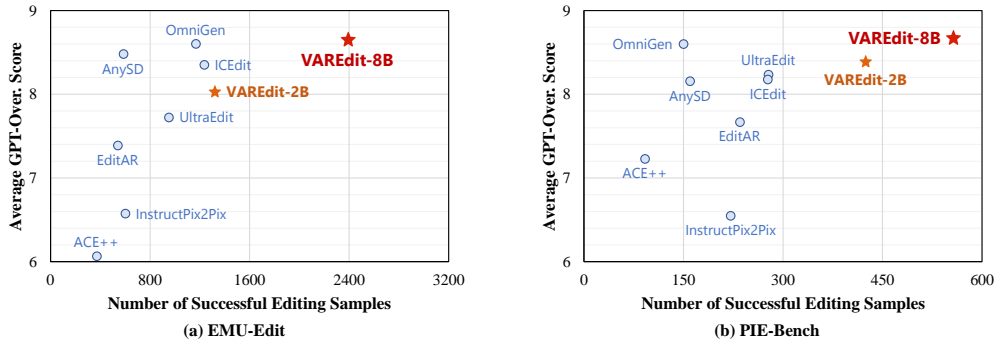 Average GPT-Over. Score
9
8
7
6
OmniGen
AnySD
ICEdit
VAREdit-8B
VAREdit-2B
UltraEdit
EditAR
InstructPix2Pix
ACE++
0
800
1600
2400
3200
Number of Successful Editing Samples
(a) EMU-Edit
Average GPT-Over. Score
9
8
7
6
OmniGen
VAREdit-8B
UltraEdit
VAREdit-2B
AnySD
ICEdit
EditAR
ACE++
InstructPix2Pix
0
150
300
450
600
Number of Successful Editing Samples
(b) PIE-Bench